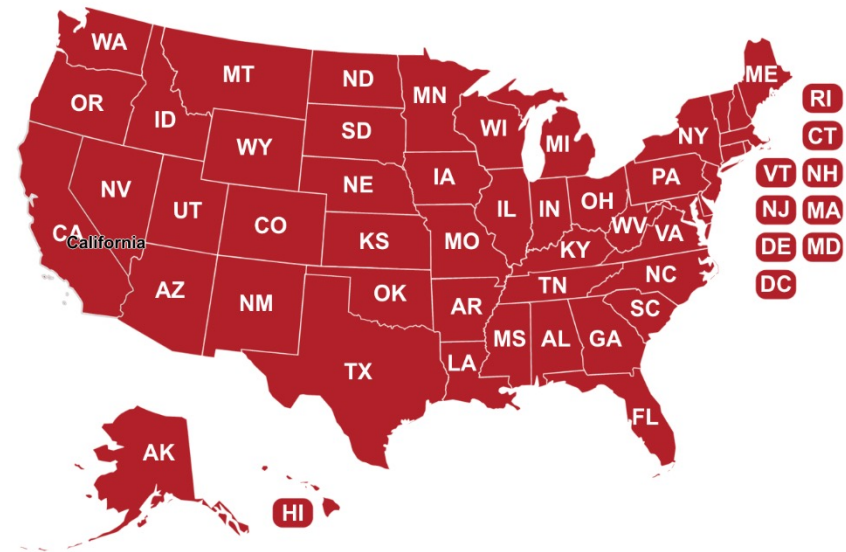 WA
MT
ND
MN
ME
OR
ID
SD
WI
MI
NY
RI
WY
CT
NV
UT
NE
IA
PA
VT
NH
CO
IL
IN
OH
WV
VA
NJ
MA
CA
California
KS
MO
KY
DE
MD
AZ
NM
OK
AR
TN
NC
DC
SC
TX
LA
MS
AL
GA
FL
AK
HI